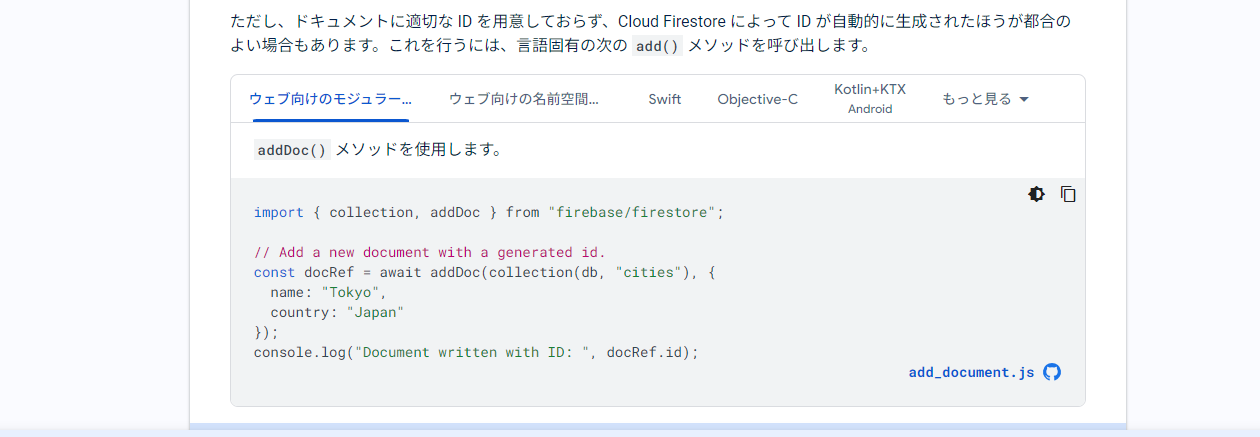 ただし、ドキュメントに適切な ID を用意しておらず、Cloud Firestore によって ID が自動的に生成されたほうが都合の
よい場合もあります。これを行うには、言語固有の次の add() メソッドを呼び出します。
ウェブ向けのモジュラー... ウェブ向けの名前空間... Swift Objective-C Kotlin+KTX もっと見る
Android
addDoc() メソッドを使用します。
import { collection, addDoc } from "firebase/firestore";
// Add a new document with a generated id.
const docRef = await addDoc(collection(db, "cities"), {
  name: "Tokyo",
  country: "Japan"
});
console.log("Document written with ID: ", docRef.id);
add_document.js